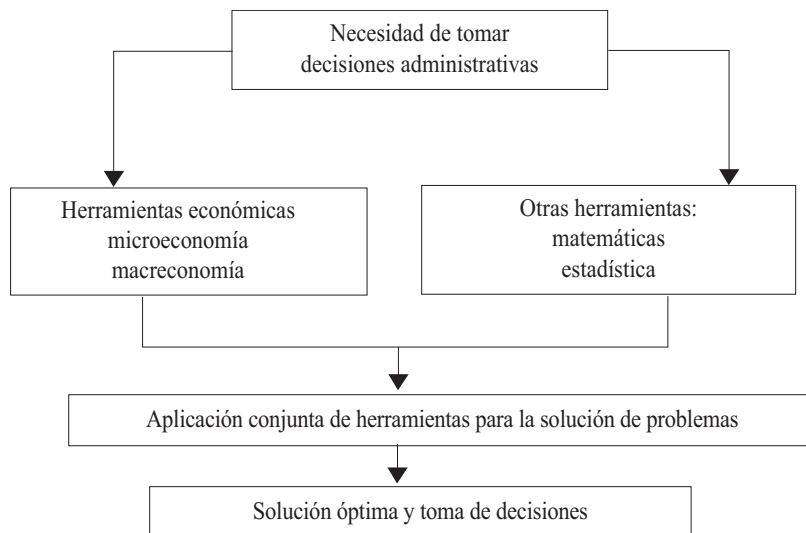 Necesidad de tomar
decisiones administrativas
Herramientas económicas
microeconomía
macreconomía
Otras herramientas:
matemáticas
estadística
Aplicación conjunta de herramientas para la solución de problemas
Solución óptima y toma de decisiones